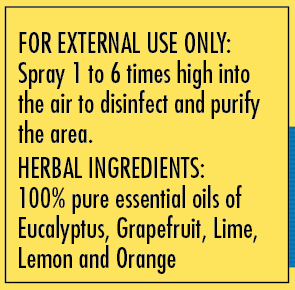 FOR EXTERNAL USE ONLY:
Spray 1 to 6 times high into
the air to disinfect and purify
the area.
HERBAL INGREDIENTS:
100% pure essential oils of
Eucalyptus, Grapefruit, Lime,
Lemon and Orange